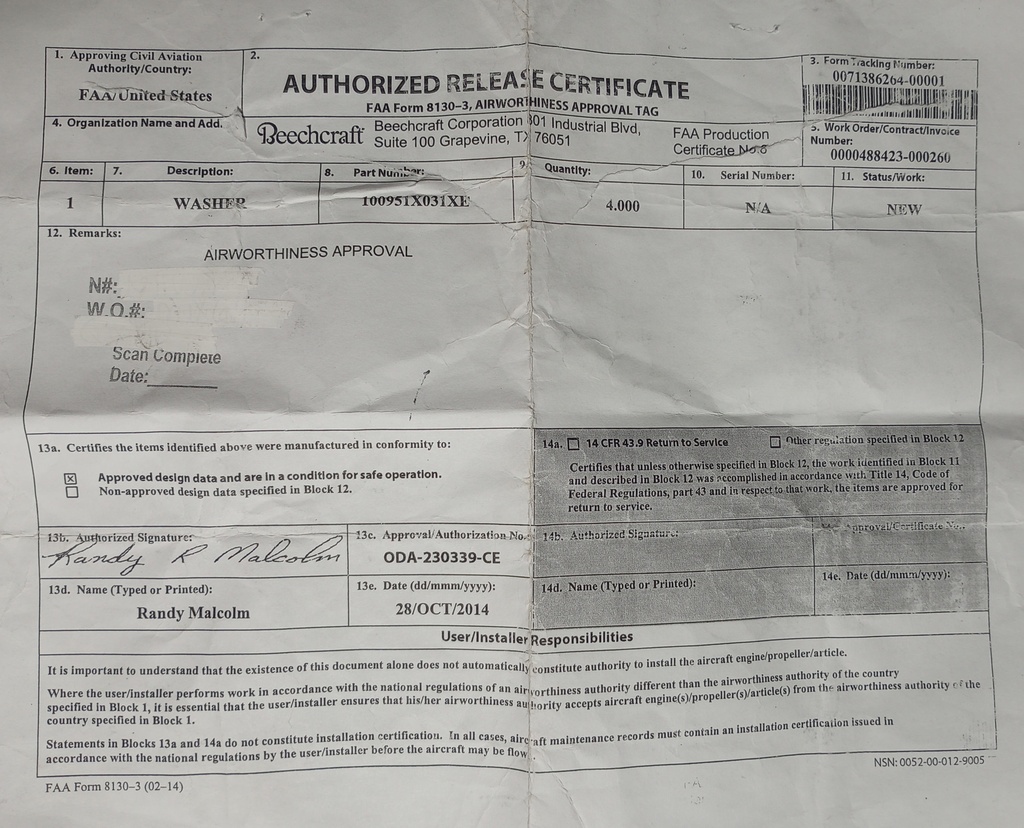 1. Approving Civil Aviation
Authority/Country:
FAA/United States
2.
AUTHORIZED RELEASE CERTIFICATE
FAA Form 8130–3, AIRWORTHINESS APPROVAL TAG
3. Form Tracking Number:
0071386264-00001
4. Organization Name and Add.
Beechcraft
Beechcraft Corporation 801 Industrial Blvd,
Suite 100 Grapevine, TX 76051
FAA Production
Certificate No.8
5. Work Order/Contract/Invoice
Number:
0000488423-000260
6. Item:
1
7. Description:
WASHER
8. Part Number:
100951X031XE
9. Quantity:
4.000
10. Serial Number:
N/A
11. Status/Work:
NEW
12. Remarks:
AIRWORTHINESS APPROVAL
N#:
W.O.#:
Scan Complete
Date:
13a. Certifies the items identified above were manufactured in conformity to:
Approved design data and are in a condition for safe operation.
Non-approved design data specified in Block 12.
14a. 14 CFR 43.9 Return to Service
Other regulation specified in Block 12
Certifies that unless otherwise specified in Block 12, the work identified in Block 11
and described in Block 12 was accomplished in accordance with Title 14, Code of
Federal Regulations, part 43 and in respect to that work, the items are approved for
return to service.
13b. Authorized Signature:
Randy R Malcolm
13c. Approval/Authorization No.
ODA-230339-CE
14b. Authorized Signature:
Approval/Certificate No.:
13d. Name (Typed or Printed):
Randy Malcolm
13e. Date (dd/mmm/yyyy):
28/OCT/2014
14d. Name (Typed or Printed):
14e. Date (dd/mmm/yyyy):
User/Installer Responsibilities
It is important to understand that the existence of this document alone does not automatically constitute authority to install the aircraft engine/propeller/article.
Where the user/installer performs work in accordance with the national regulations of an airworthiness authority different than the airworthiness authority of the country
specified in Block 1, it is essential that the user/installer ensures that his/her airworthiness authority accepts aircraft engine(s)/propeller(s)/article(s) from the airworthiness authority of the
country specified in Block 1.
Statements in Blocks 13a and 14a do not constitute installation certification. In all cases, aircraft maintenance records must contain an installation certification issued in
accordance with the national regulations by the user/installer before the aircraft may be flow.
FAA Form 8130–3 (02–14)
NSN: 0052-00-012-9005